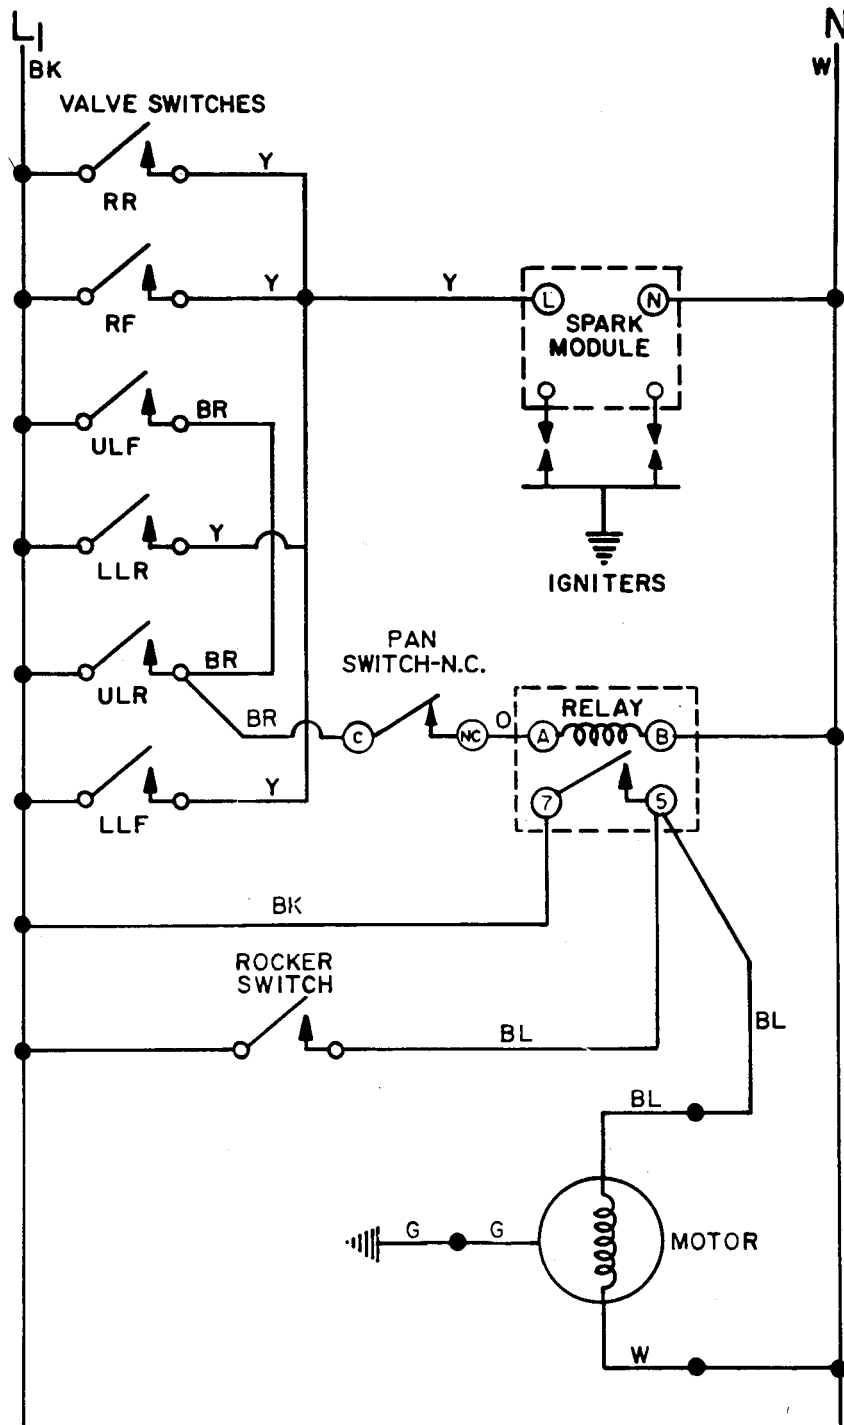 L1
N
BK
W
VALVE SWITCHES
Y
RR
Y
Y
RF
L
N
SPARK
MODULE
BR
ULF
Y
LLR
IGNITERS
PAN
SWITCH-N.C.
BR
ULR
BR
C
NC
O
RELAY
A
B
Y
LLF
7
5
BK
ROCKER
SWITCH
BL
BL
BL
G
G
MOTOR
W